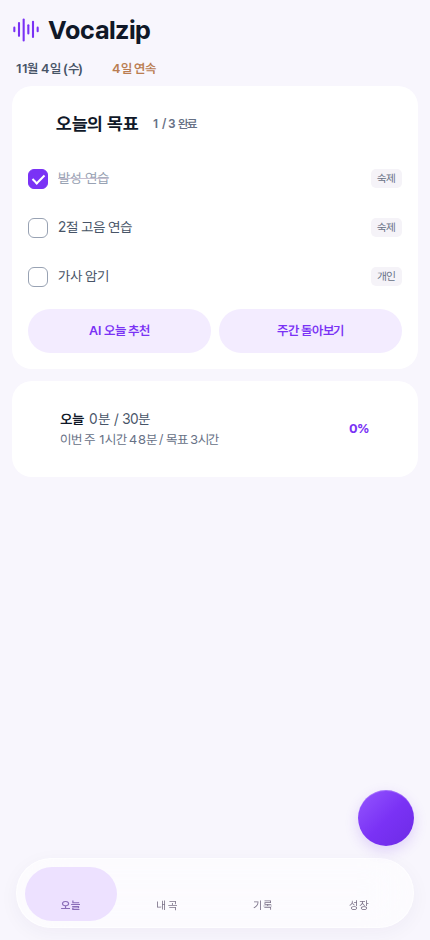 Vocalzip
11월 4일 (수) 4일 연속
오늘의 목표 1 / 3 완료
발성 연습 숙제
2절 고음 연습 숙제
가사 암기 개인
AI 오늘 추천 주간 돌아보기
오늘 0분 / 30분
이번 주 1시간 48분 / 목표 3시간
0%
오늘 내 곡 기록 성장